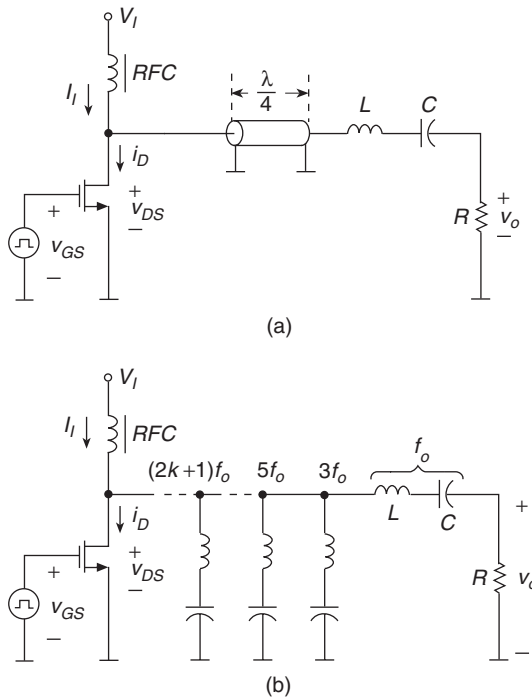 V_I
I_I
RFC
λ/4
L
C
i_D
+
v_DS
−
+
v_GS
−
R
+
v_o
−
(a)
V_I
I_I
RFC
(2k+1)f_o
5f_o
3f_o
f_o
L
C
i_D
+
v_DS
−
+
v_GS
−
R
+
v_o
−
(b)